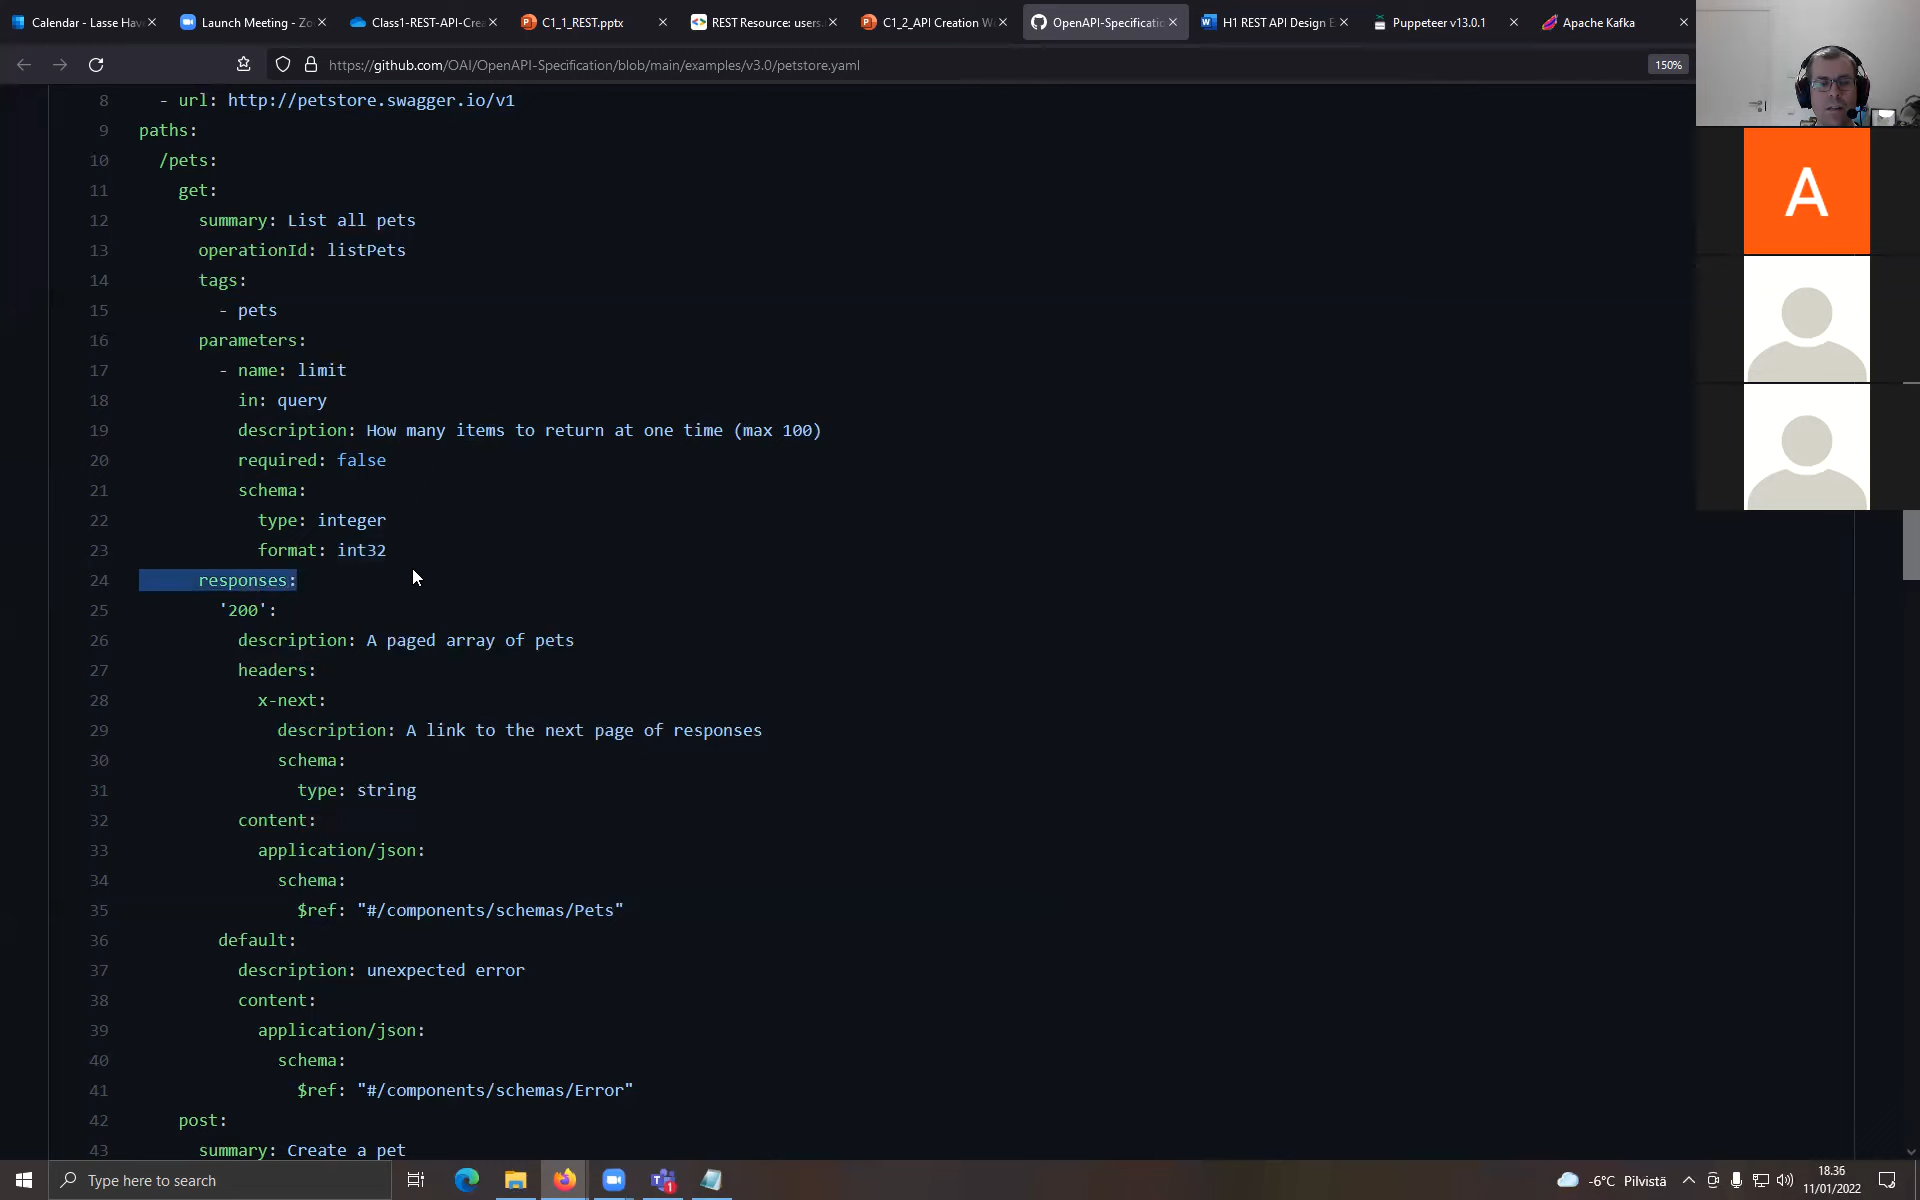 Calendar - Lasse Hav
Launch Meeting - Zo
Class1-REST-API-Crea
C1_1_REST.pptx
REST Resource: users.
C1_2_API Creation W
OpenAPI-Specificatio
H1 REST API Design E
Puppeteer v13.0.1
Apache Kafka
https://github.com/OAI/OpenAPI-Specification/blob/main/examples/v3.0/petstore.yaml
150%
8 - url: http://petstore.swagger.io/v1
9 paths:
10 /pets:
11 get:
12 summary: List all pets
13 operationId: listPets
14 tags:
15 - pets
16 parameters:
17 - name: limit
18 in: query
19 description: How many items to return at one time (max 100)
20 required: false
21 schema:
22 type: integer
23 format: int32
24 responses:
25 '200':
26 description: A paged array of pets
27 headers:
28 x-next:
29 description: A link to the next page of responses
30 schema:
31 type: string
32 content:
33 application/json:
34 schema:
35 $ref: "#/components/schemas/Pets"
36 default:
37 description: unexpected error
38 content:
39 application/json:
40 schema:
41 $ref: "#/components/schemas/Error"
42 post:
43 summary: Create a pet
A
Type here to search
-6°C Pilvistä
18.36
11/01/2022